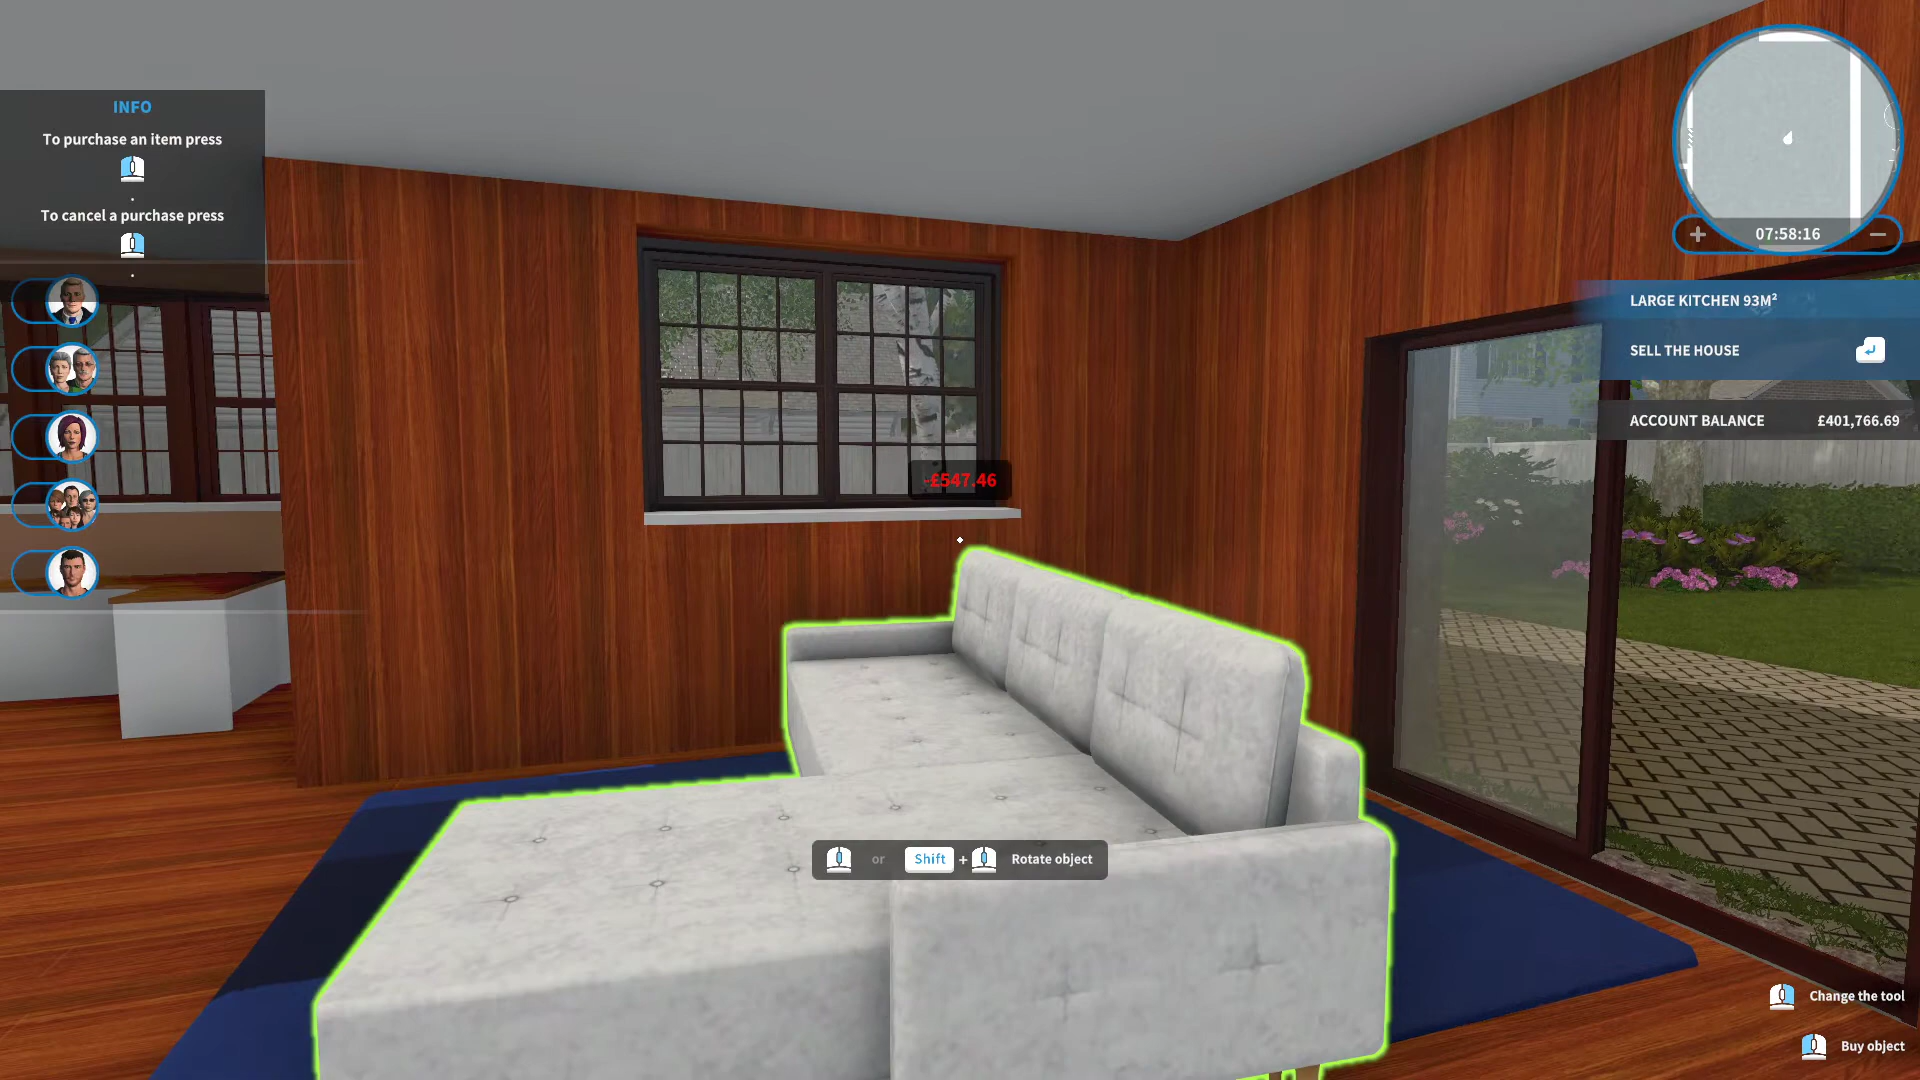 INFO
To purchase an item press
To cancel a purchase press
07:58:16
LARGE KITCHEN 93M²
SELL THE HOUSE
ACCOUNT BALANCE £401,766.69
-£547.46
or Shift + Rotate object
Change the tool
Buy object